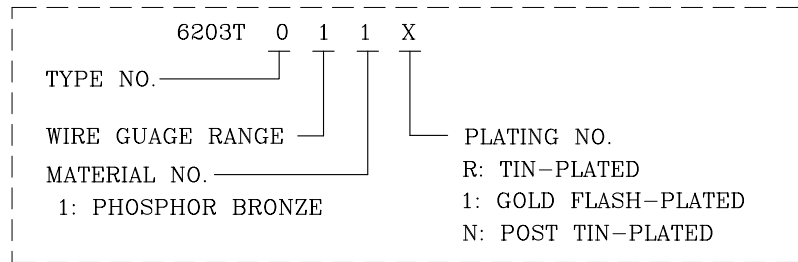 6203T 0 1 1 X
TYPE NO.
WIRE GUAGE RANGE
PLATING NO.
MATERIAL NO.
R: TIN-PLATED
1: PHOSPHOR BRONZE
1: GOLD FLASH-PLATED
N: POST TIN-PLATED